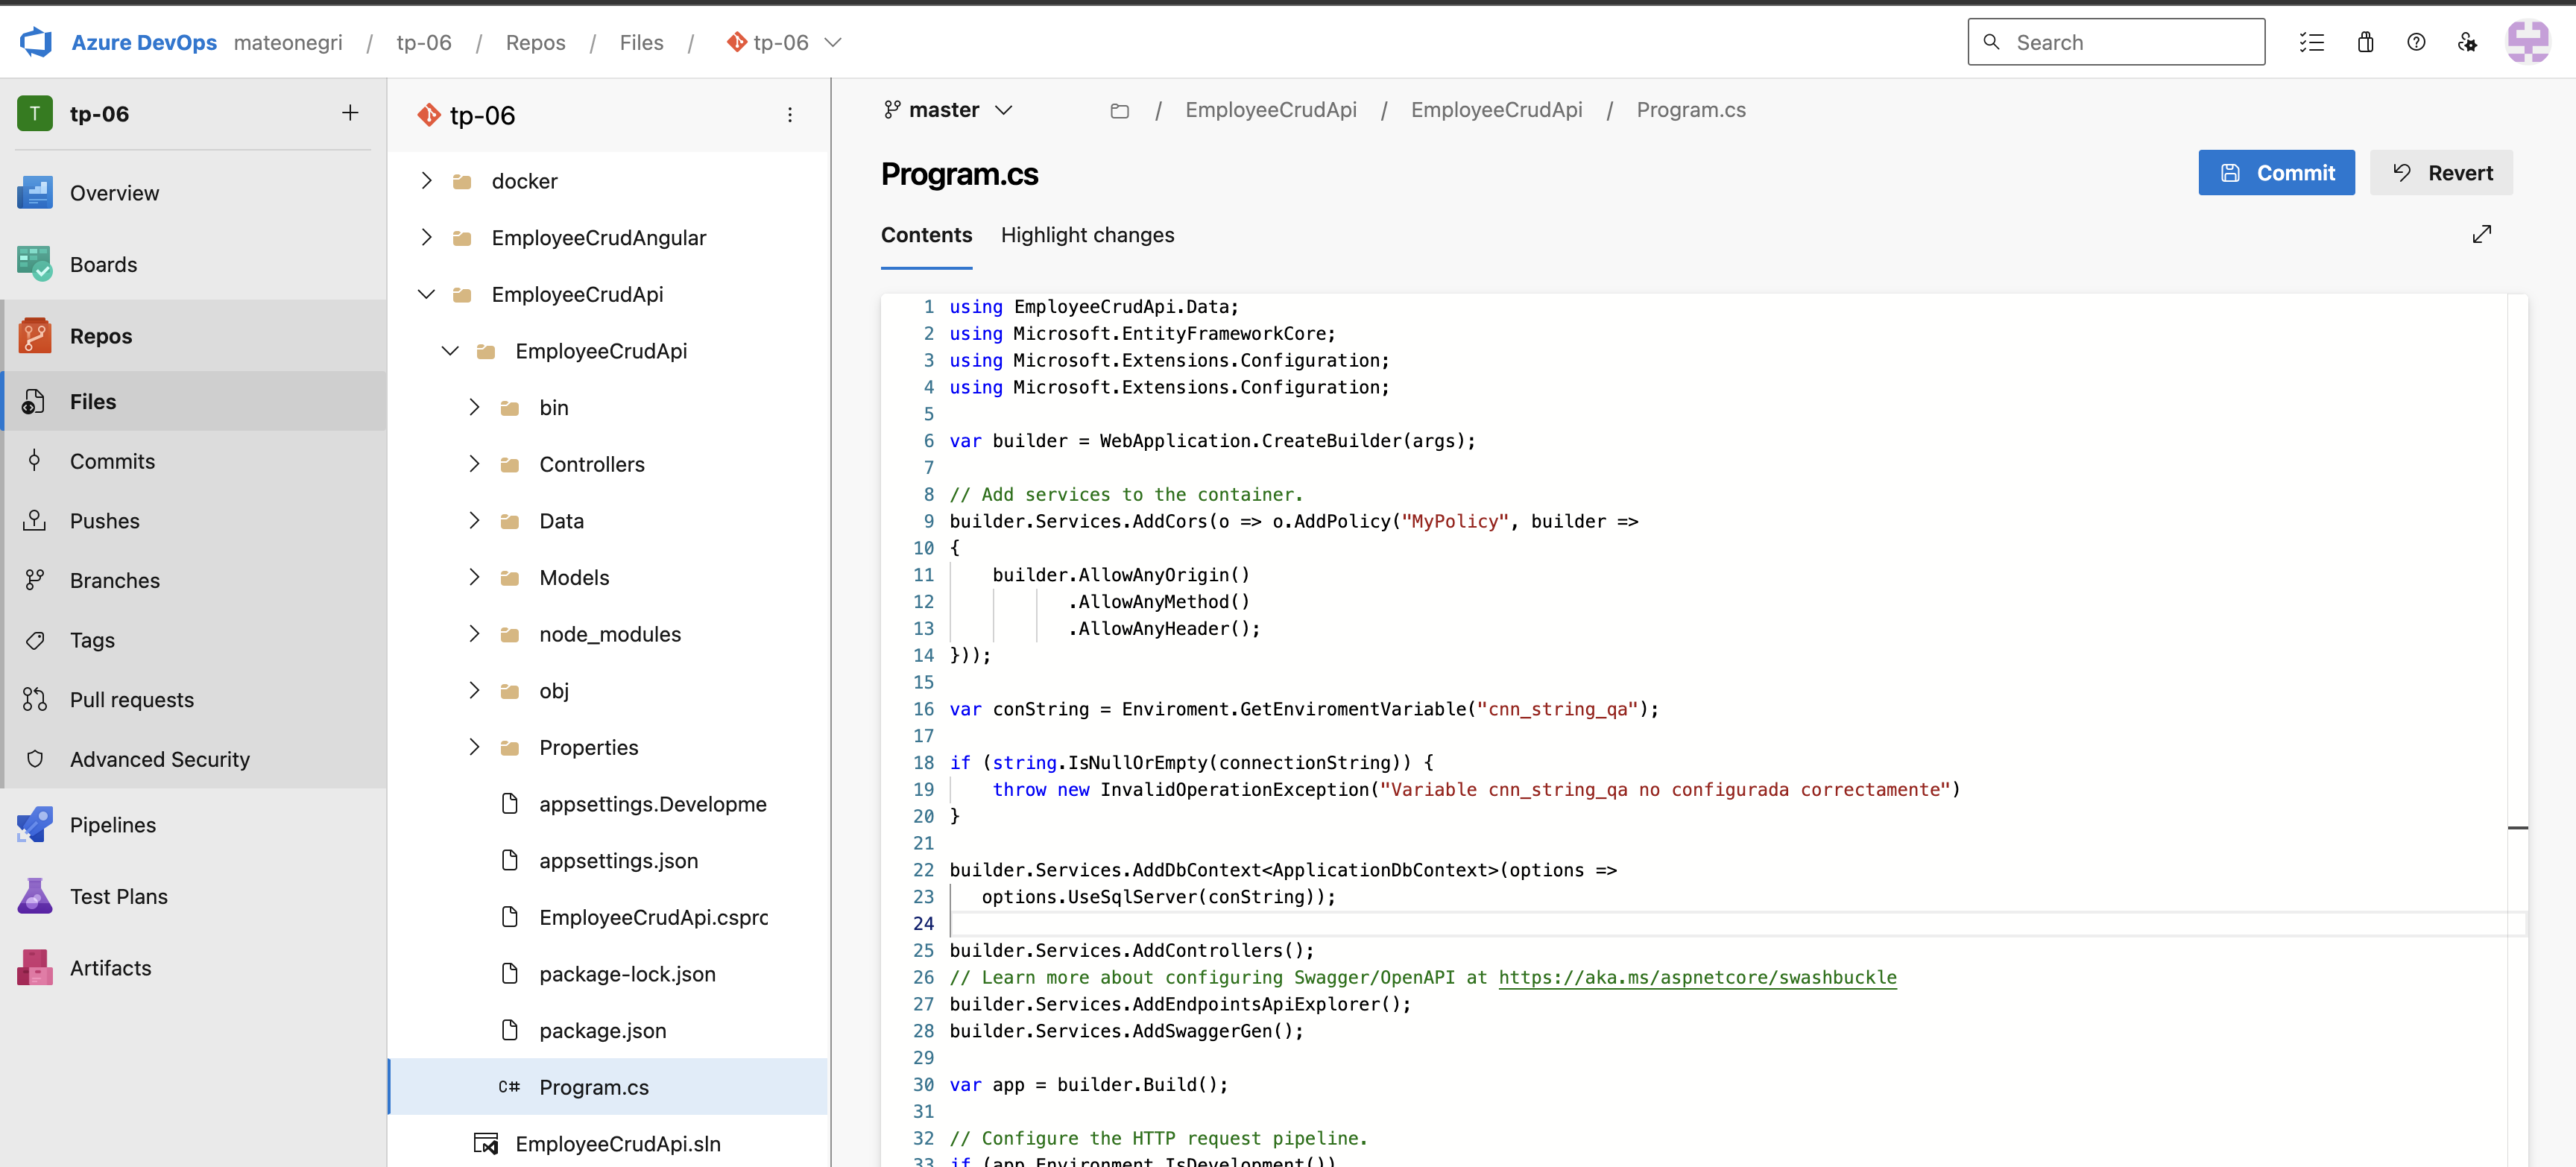 Azure DevOps mateonegri / tp-06 / Repos / Files / tp-06
Search
T tp-06
Overview
Boards
Repos
Files
Commits
Pushes
Branches
Tags
Pull requests
Advanced Security
Pipelines
Test Plans
Artifacts
tp-06
docker
EmployeeCrudAngular
EmployeeCrudApi
EmployeeCrudApi
bin
Controllers
Data
Models
node_modules
obj
Properties
appsettings.Developme
appsettings.json
EmployeeCrudApi.cspro
package-lock.json
package.json
C# Program.cs
EmployeeCrudApi.sln
master / EmployeeCrudApi / EmployeeCrudApi / Program.cs
Program.cs
Commit
Revert
Contents Highlight changes
1 using EmployeeCrudApi.Data;
2 using Microsoft.EntityFrameworkCore;
3 using Microsoft.Extensions.Configuration;
4 using Microsoft.Extensions.Configuration;
5
6 var builder = WebApplication.CreateBuilder(args);
7
8 // Add services to the container.
9 builder.Services.AddCors(o => o.AddPolicy("MyPolicy", builder =>
10 {
11 builder.AllowAnyOrigin()
12 .AllowAnyMethod()
13 .AllowAnyHeader();
14 }));
15
16 var conString = Enviroment.GetEnviromentVariable("cnn_string_qa");
17
18 if (string.IsNullOrEmpty(connectionString)) {
19 throw new InvalidOperationException("Variable cnn_string_qa no configurada correctamente")
20 }
21
22 builder.Services.AddDbContext<ApplicationDbContext>(options =>
23 options.UseSqlServer(conString));
24
25 builder.Services.AddControllers();
26 // Learn more about configuring Swagger/OpenAPI at https://aka.ms/aspnetcore/swashbuckle
27 builder.Services.AddEndpointsApiExplorer();
28 builder.Services.AddSwaggerGen();
29
30 var app = builder.Build();
31
32 // Configure the HTTP request pipeline.
33 if (app.Environment.IsDevelopment())